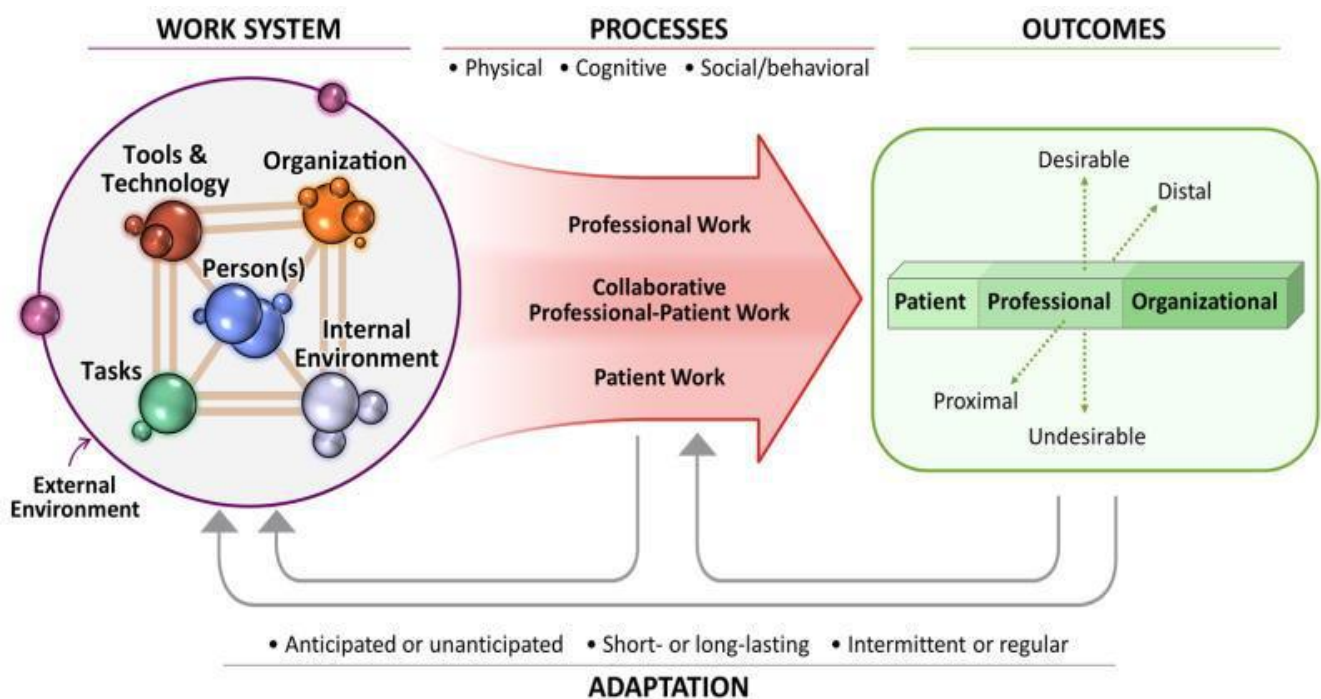 WORK SYSTEM
PROCESSES
• Physical • Cognitive • Social/behavioral
OUTCOMES
Tools &
Technology
Organization
Person(s)
Internal
Environment
Tasks
External
Environment
Professional Work
Collaborative
Professional-Patient Work
Patient Work
Desirable
Distal
Patient Professional Organizational
Proximal
Undesirable
• Anticipated or unanticipated • Short- or long-lasting • Intermittent or regular
ADAPTATION